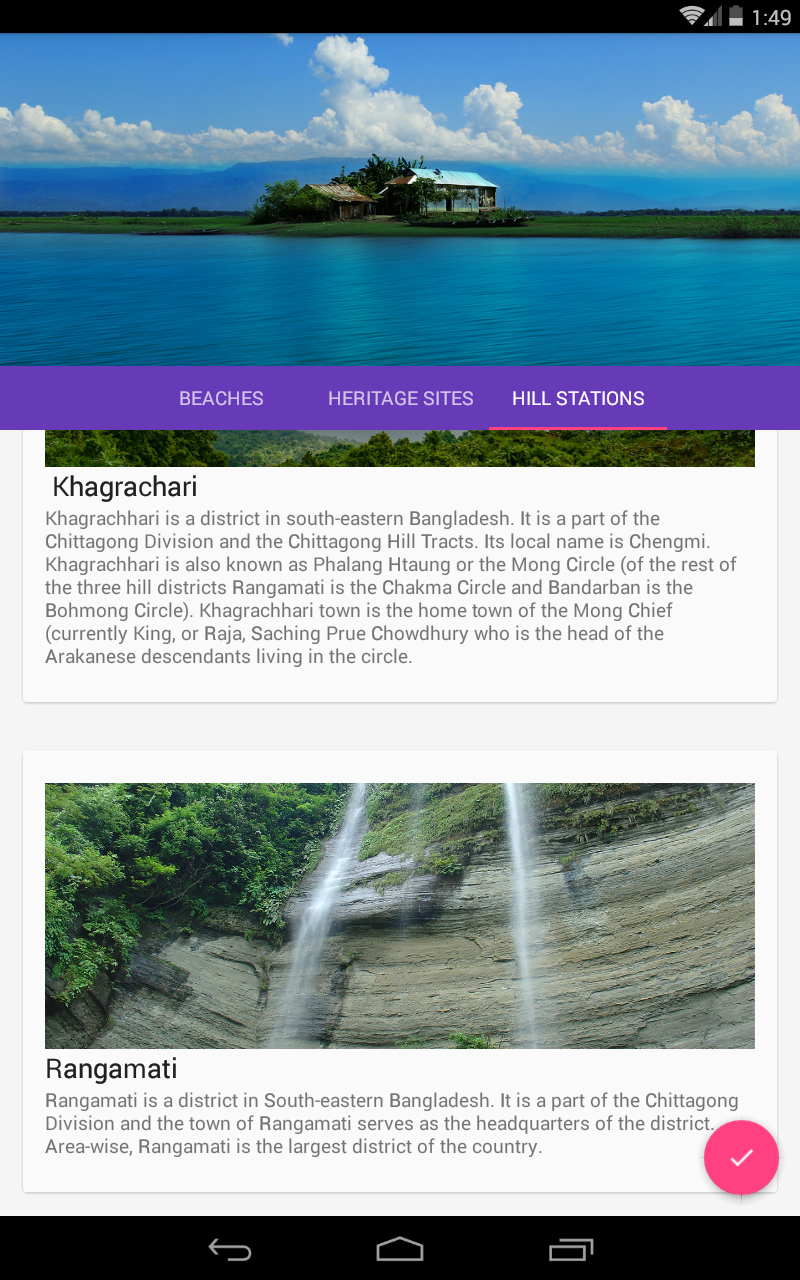 1:49
BEACHES HERITAGE SITES HILL STATIONS
Khagrachari
Khagrachhari is a district in south-eastern Bangladesh. It is a part of the
Chittagong Division and the Chittagong Hill Tracts. Its local name is Chengmi.
Khagrachhari is also known as Phalang Htaung or the Mong Circle (of the rest of
the three hill districts Rangamati is the Chakma Circle and Bandarban is the
Bohmong Circle). Khagrachhari town is the home town of the Mong Chief
(currently King, or Raja, Saching Prue Chowdhury who is the head of the
Arakanese descendants living in the circle.
Rangamati
Rangamati is a district in South-eastern Bangladesh. It is a part of the Chittagong
Division and the town of Rangamati serves as the headquarters of the district.
Area-wise, Rangamati is the largest district of the country.